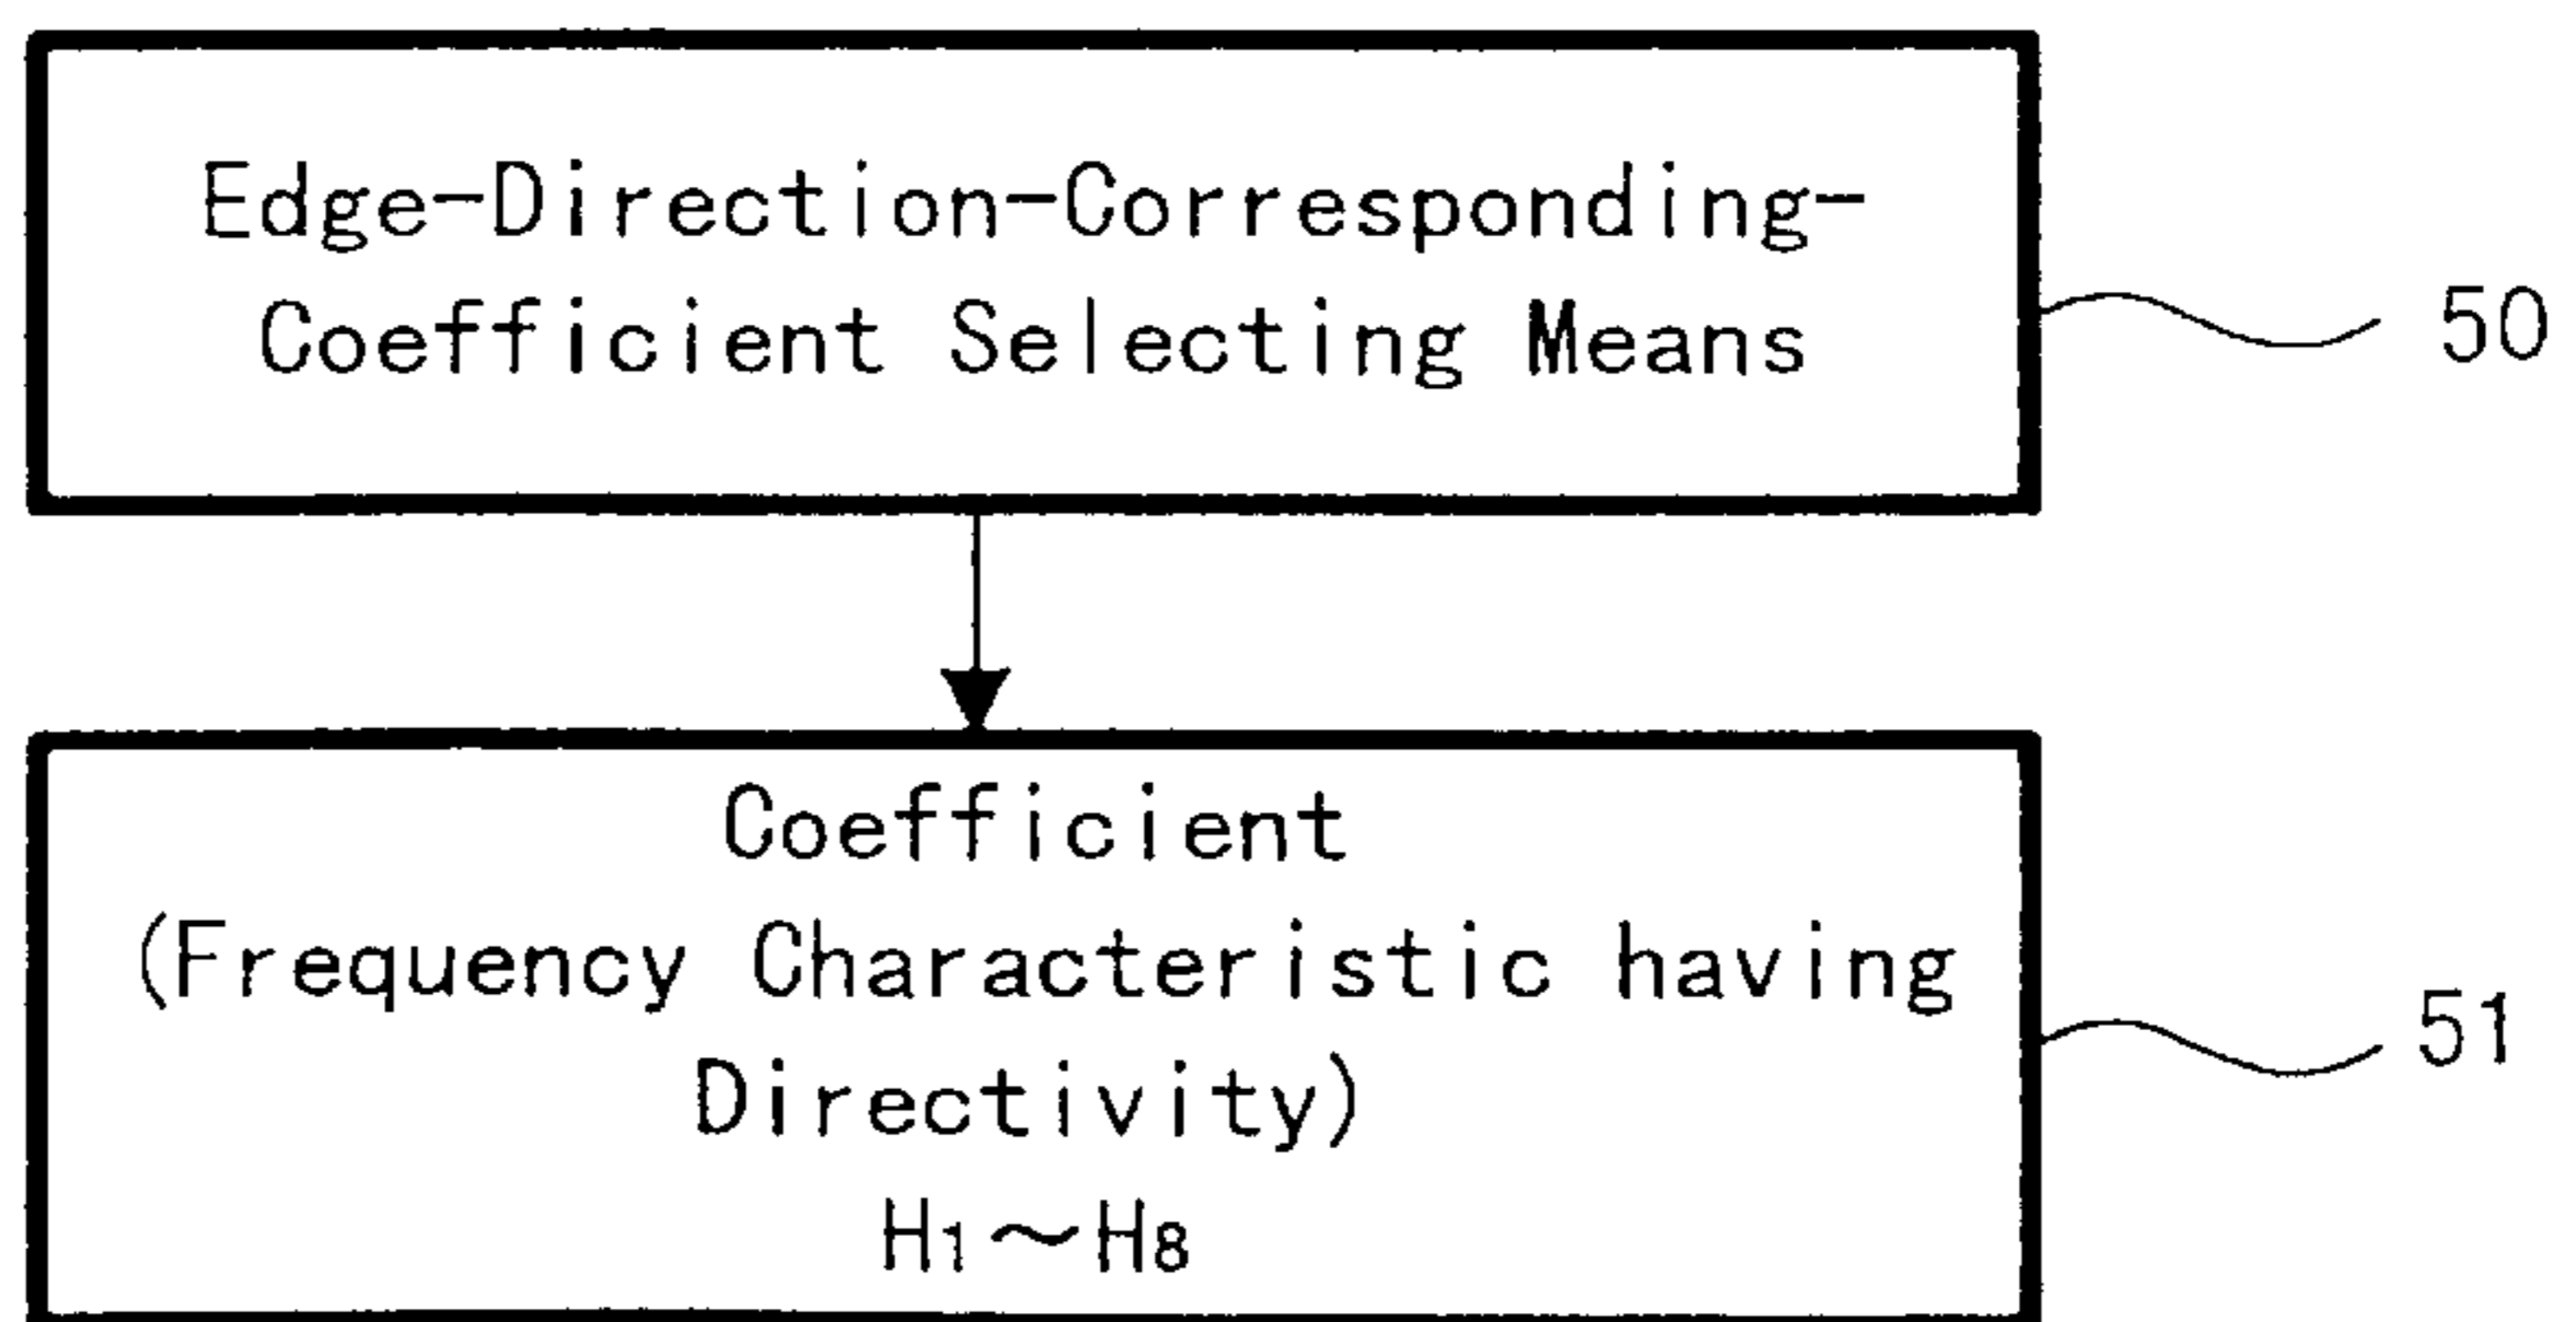 Edge-Direction-Corresponding-
Coefficient Selecting Means
50
Coefficient
(Frequency Characteristic having
Directivity)
H1～H8
51